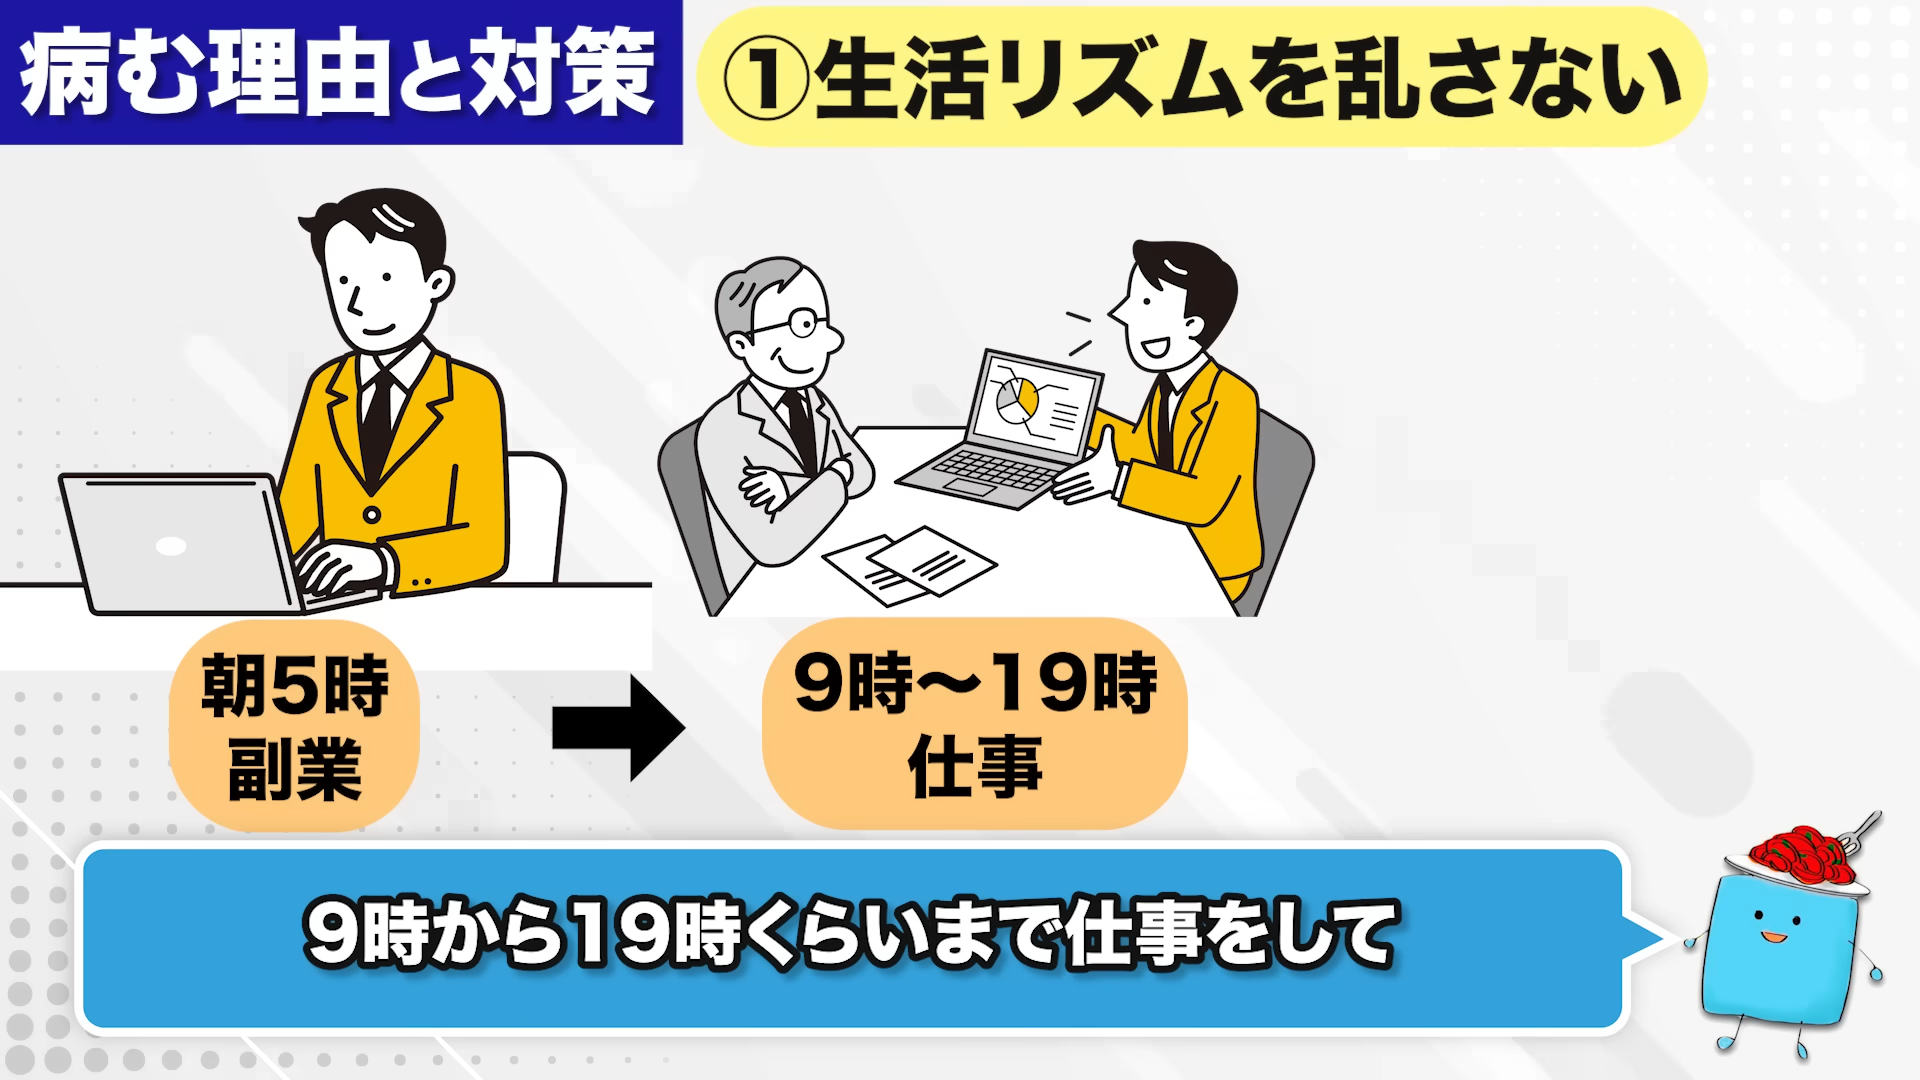 病む理由と対策
①生活リズムを乱さない
朝5時
副業
9時〜19時
仕事
9時から19時くらいまで仕事をして